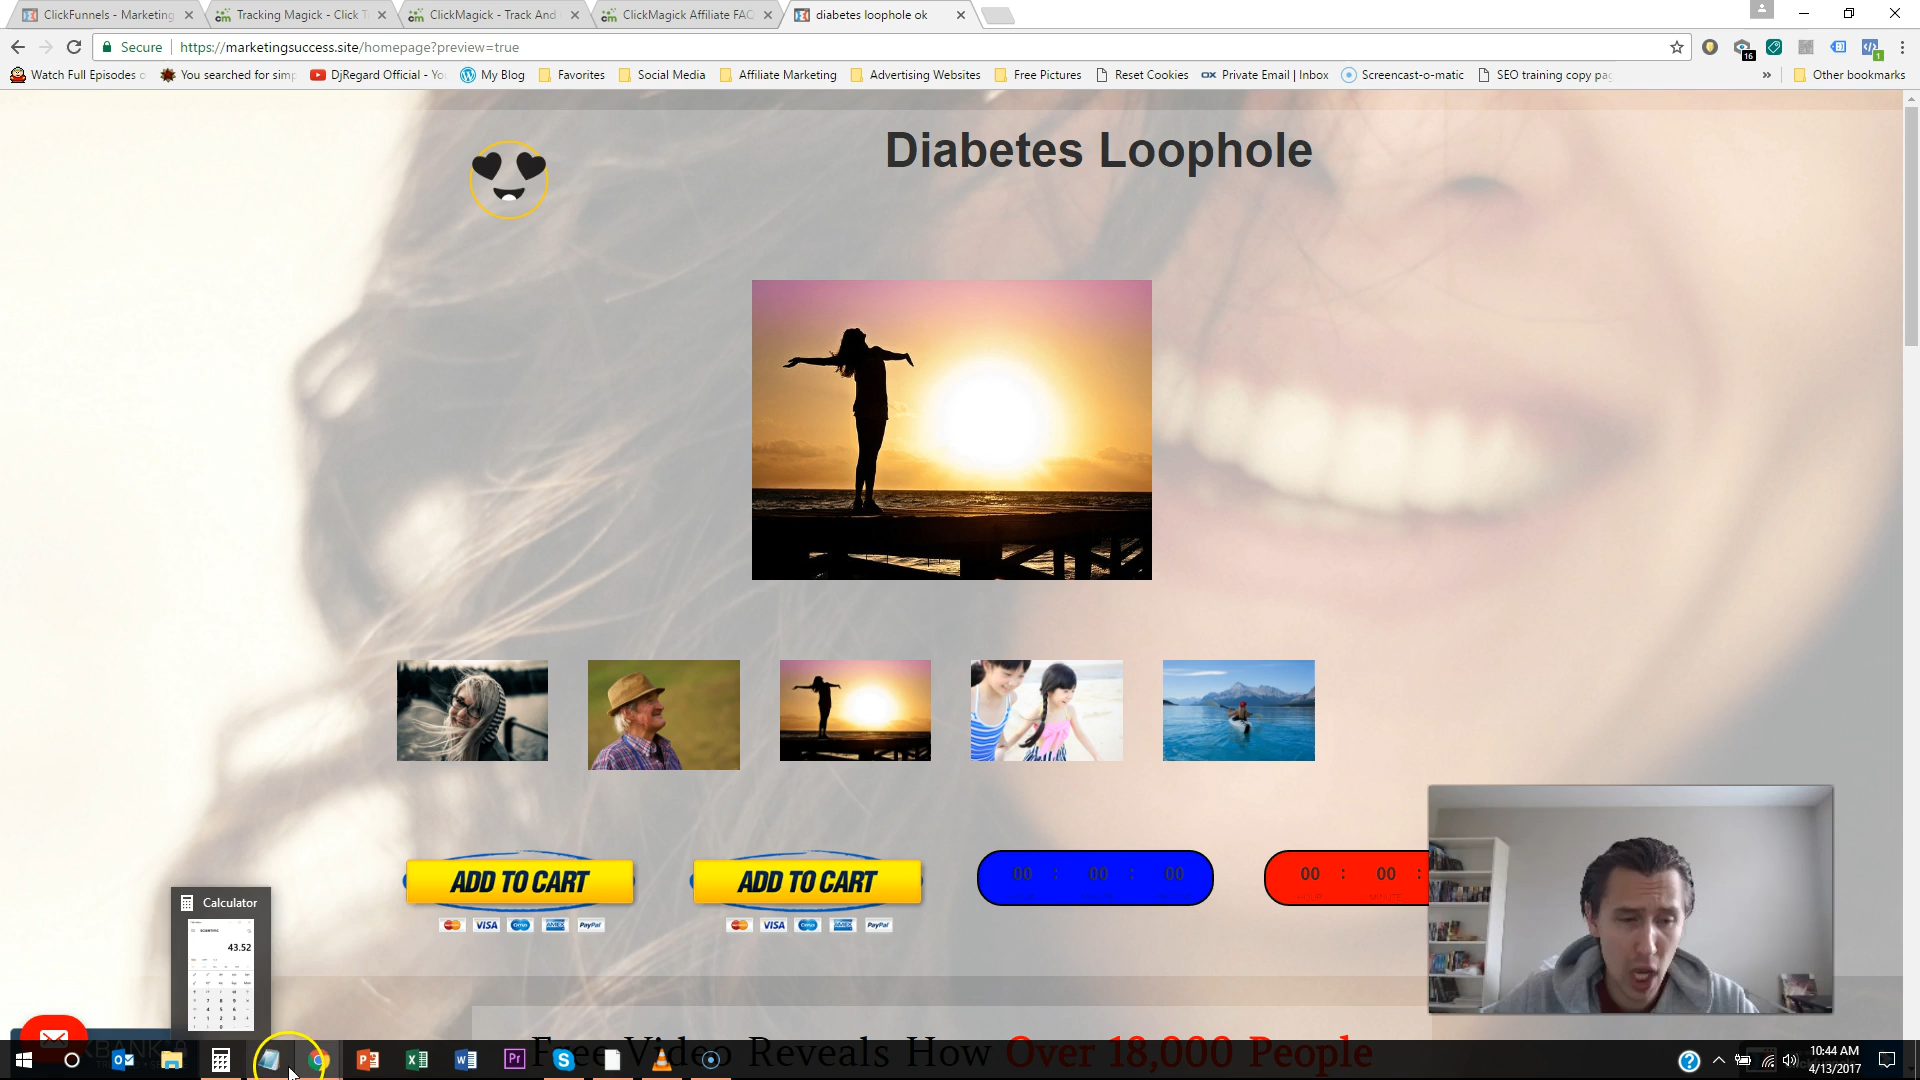 ClickFunnels - Marketing
Tracking Magick - Click T
ClickMagick - Track And
ClickMagick Affiliate FAQ
diabetes loophole ok
Secure
https://marketingsuccess.site/homepage?preview=true
16
1
Watch Full Episodes o
You searched for simp
DjRegard Official - Yo
My Blog
Favorites
Social Media
Affiliate Marketing
Advertising Websites
Free Pictures
Reset Cookies
Private Email | Inbox
Screencast-o-matic
SEO training copy pag
Other bookmarks
Diabetes Loophole
ADD TO CART
ADD TO CART
00 : 00 : 00
00 : 00 :
VISA
PayPal
VISA
PayPal
Calculator
43.52
Free Video Reveals How Over 18,000 People
10:44 AM
4/13/2017